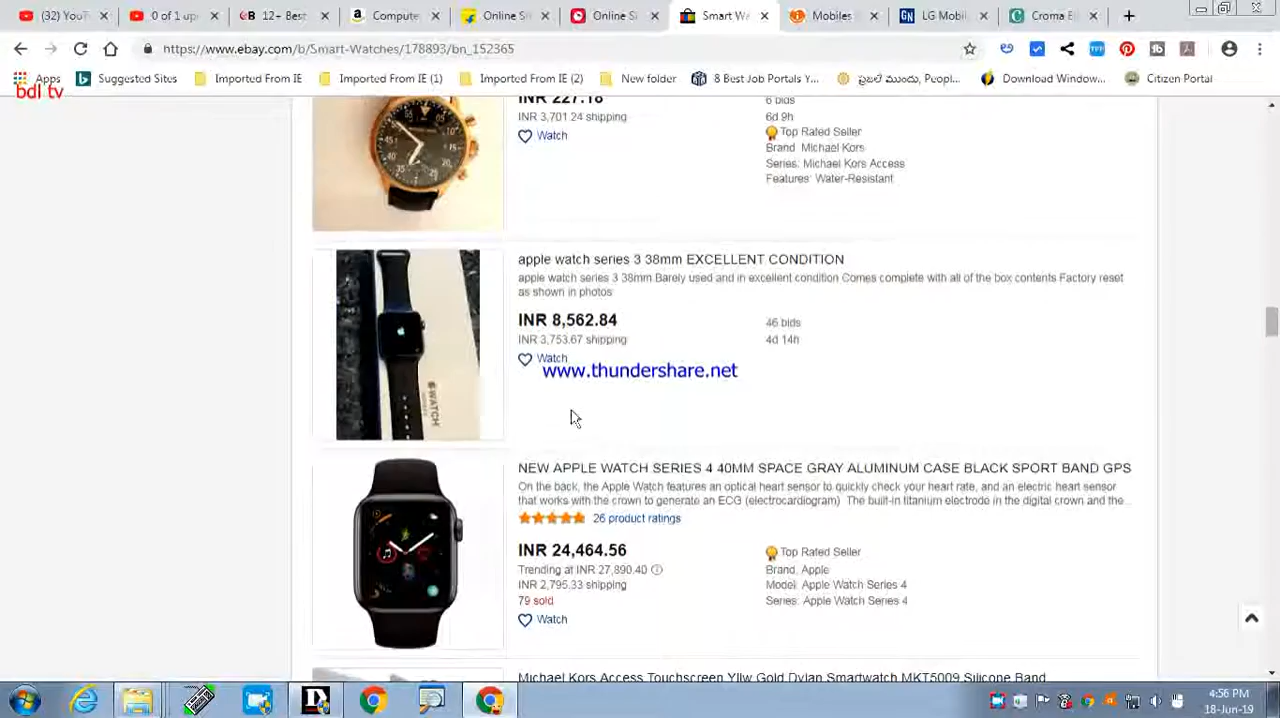 (32) YouT
0 of 1 up
12+ Best
Compute
Online S
Online S
Smart Wa
Mobiles
LG Mobil
Croma E
https://www.ebay.com/b/Smart-Watches/178893/bn_152365
Apps
Suggested Sites
Imported From IE
Imported From IE (1)
Imported From IE (2)
New folder
8 Best Job Portals Y...
ప్రజల ముందు, Peopl...
Download Window...
Citizen Portal
bdl tv
INR 227.18
6 bids
INR 3,701.24 shipping
6d 9h
Watch
Top Rated Seller
Brand: Michael Kors
Series: Michael Kors Access
Features: Water-Resistant
apple watch series 3 38mm EXCELLENT CONDITION
apple watch series 3 38mm Barely used and in excellent condition Comes complete with all of the box contents Factory reset
as shown in photos
INR 8,562.84
46 bids
INR 3,753.67 shipping
4d 14h
Watch
www.thundershare.net
WATCH
NEW APPLE WATCH SERIES 4 40MM SPACE GRAY ALUMINUM CASE BLACK SPORT BAND GPS
On the back, the Apple Watch features an optical heart sensor to quickly check your heart rate, and an electric heart sensor
that works with the crown to generate an ECG (electrocardiogram) The built-in titanium electrode in the digital crown and the...
26 product ratings
INR 24,464.56
Top Rated Seller
Trending at INR 27,890.40
Brand: Apple
INR 2,795.33 shipping
Model: Apple Watch Series 4
79 sold
Series: Apple Watch Series 4
Watch
Michael Kors Access Touchscreen Yllw Gold Dylan Smartwatch MKT5009 Silicone Band
4:56 PM
18-Jun-19